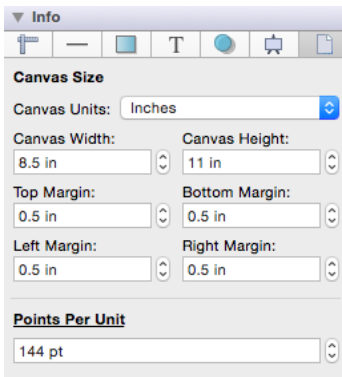 Info
T
Canvas Size
Canvas Units: Inches
Canvas Width: Canvas Height:
8.5 in 11 in
Top Margin: Bottom Margin:
0.5 in 0.5 in
Left Margin: Right Margin:
0.5 in 0.5 in
Points Per Unit
144 pt